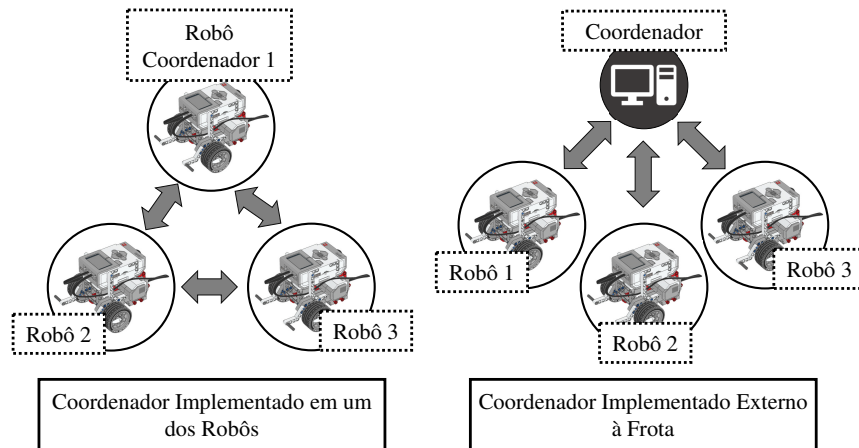 Robô
Coordenador 1
Robô 2
Robô 3
Coordenador Implementado em um
dos Robôs
Coordenador
Robô 1
Robô 2
Robô 3
Coordenador Implementado Externo
à Frota